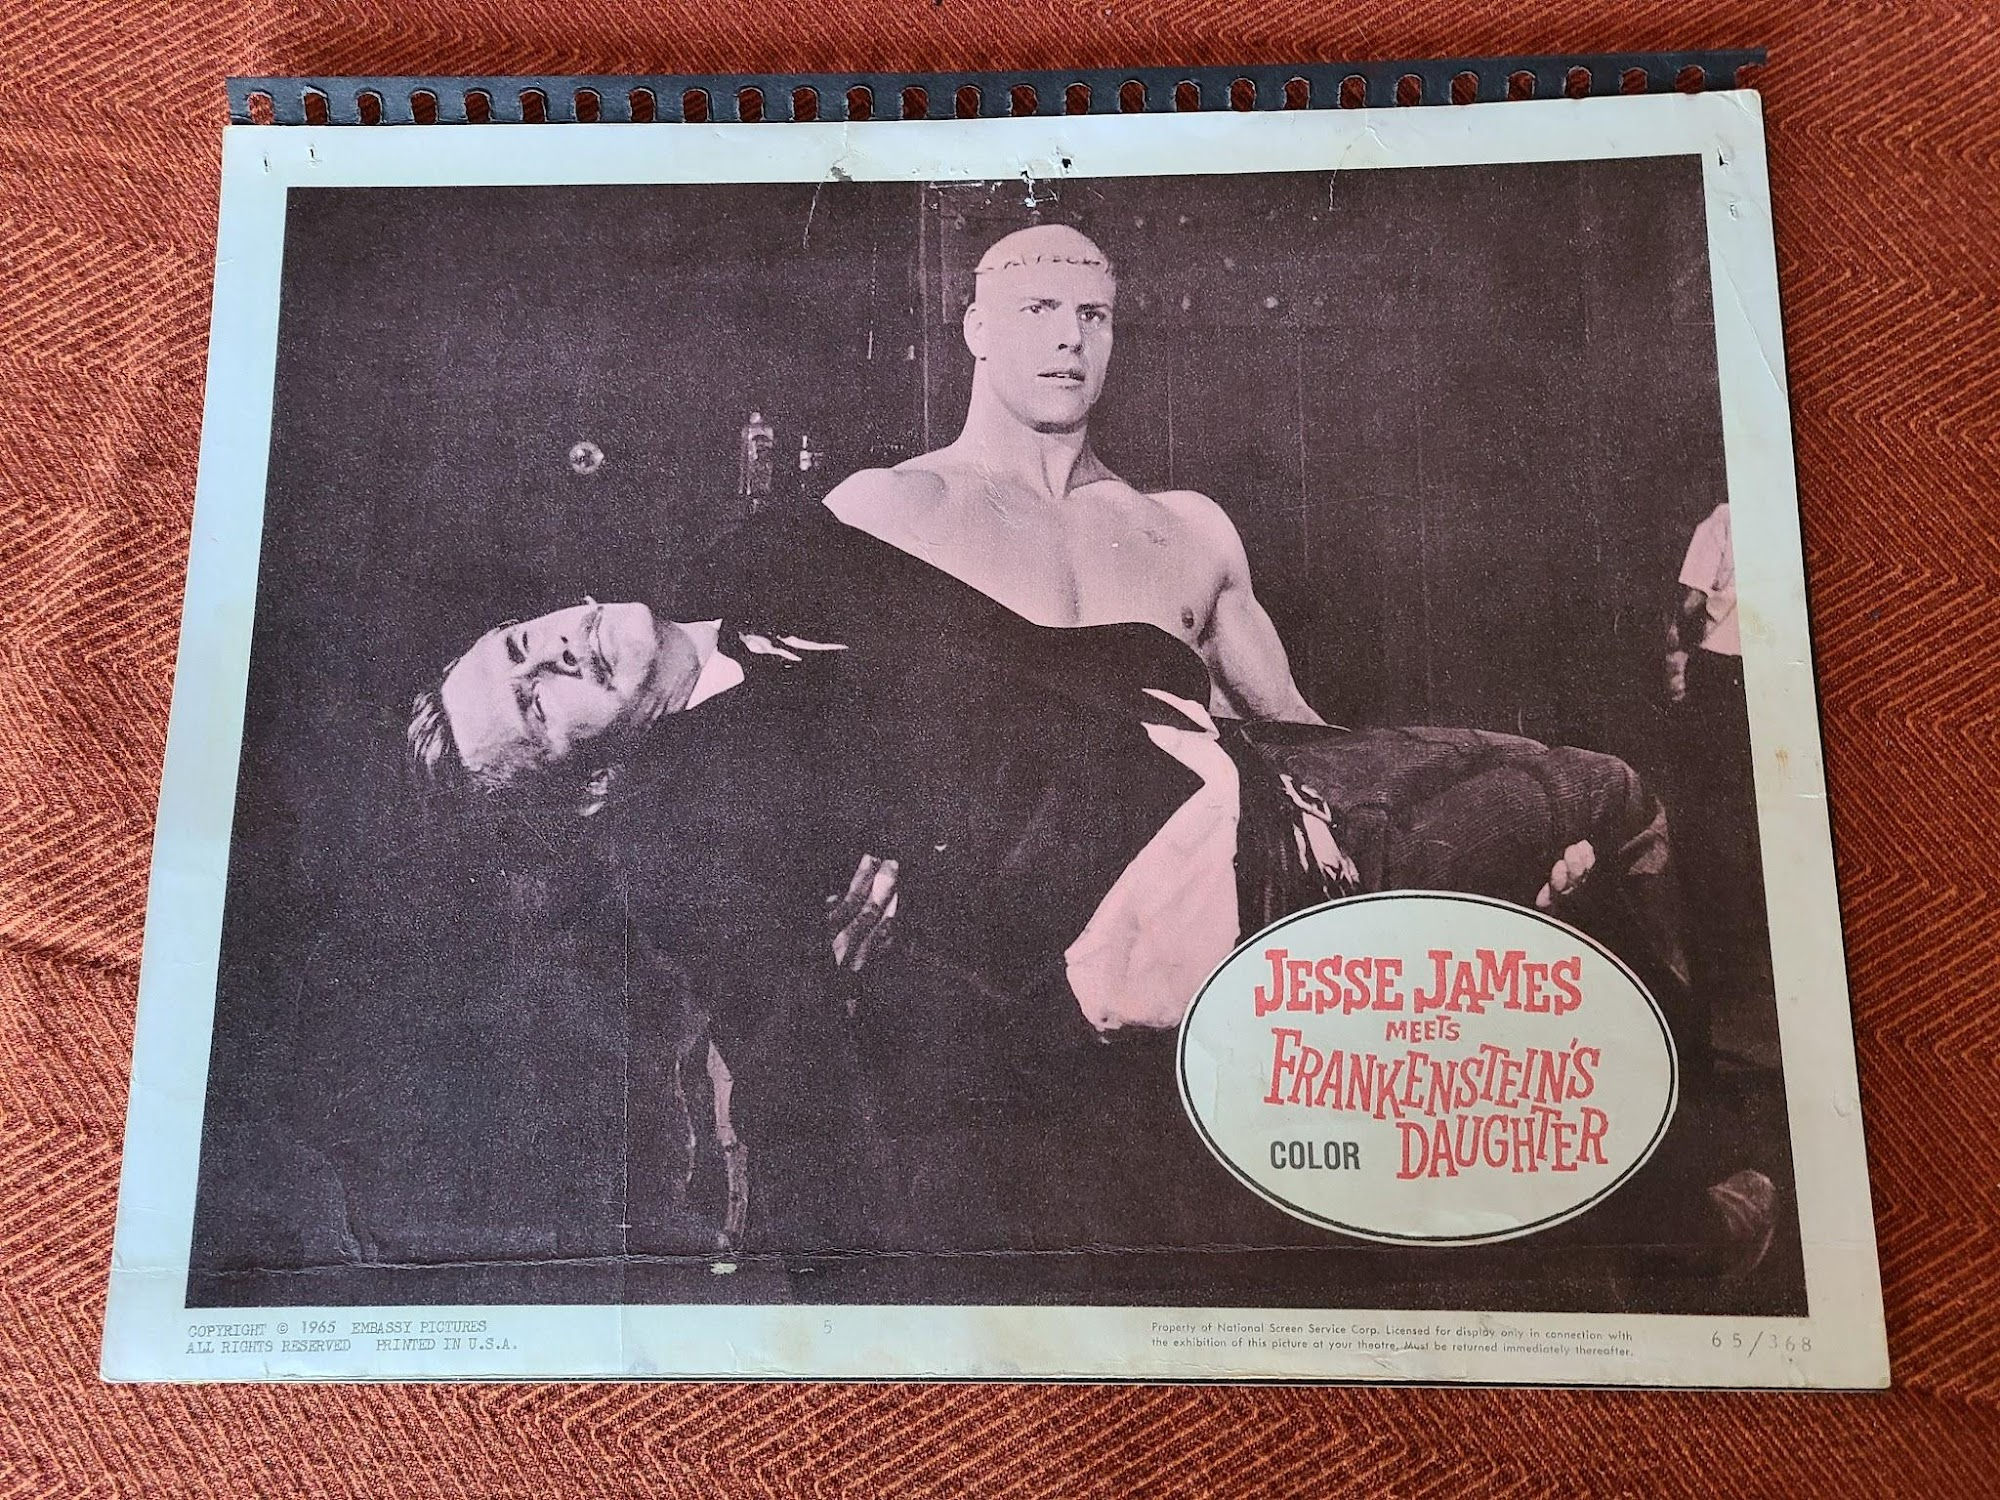 JESSE JAMES
MEETS
FRANKENSTEIN'S
DAUGHTER
COLOR
COPYRIGHT © 1965 EMBASSY PICTURES
ALL RIGHTS RESERVED PRINTED IN U.S.A.
5
Property of National Screen Service Corp. Licensed for display only in connection with
the exhibition of this picture at your theatre. Must be returned immediately thereafter.
65/368